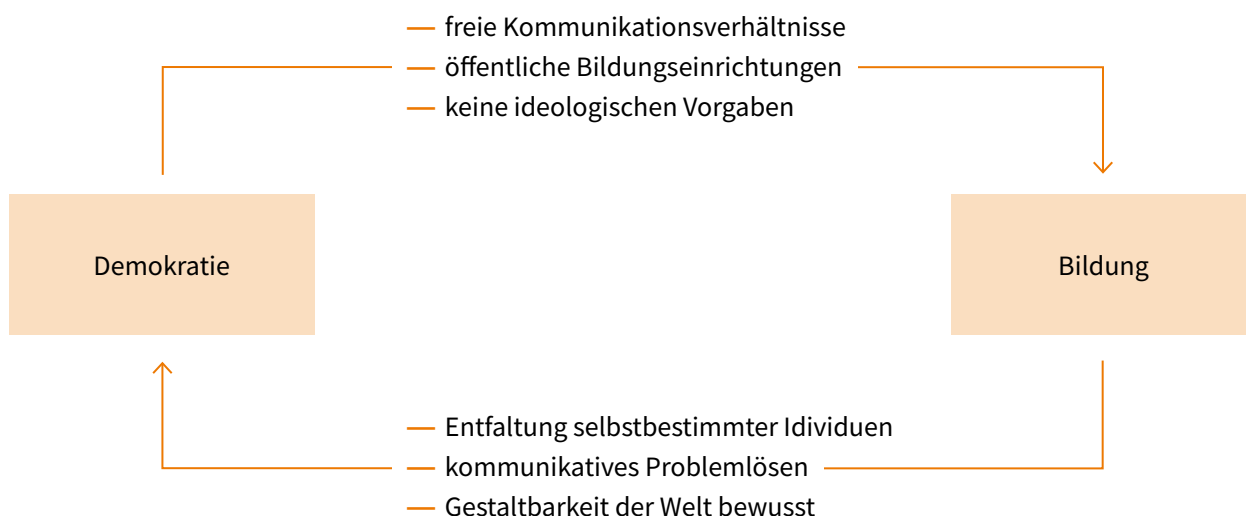 — freie Kommunikationsverhältnisse
— öffentliche Bildungseinrichtungen
— keine ideologischen Vorgaben
Demokratie
Bildung
— Entfaltung selbstbestimmter Idividuen
— kommunikatives Problemlösen
— Gestaltbarkeit der Welt bewusst